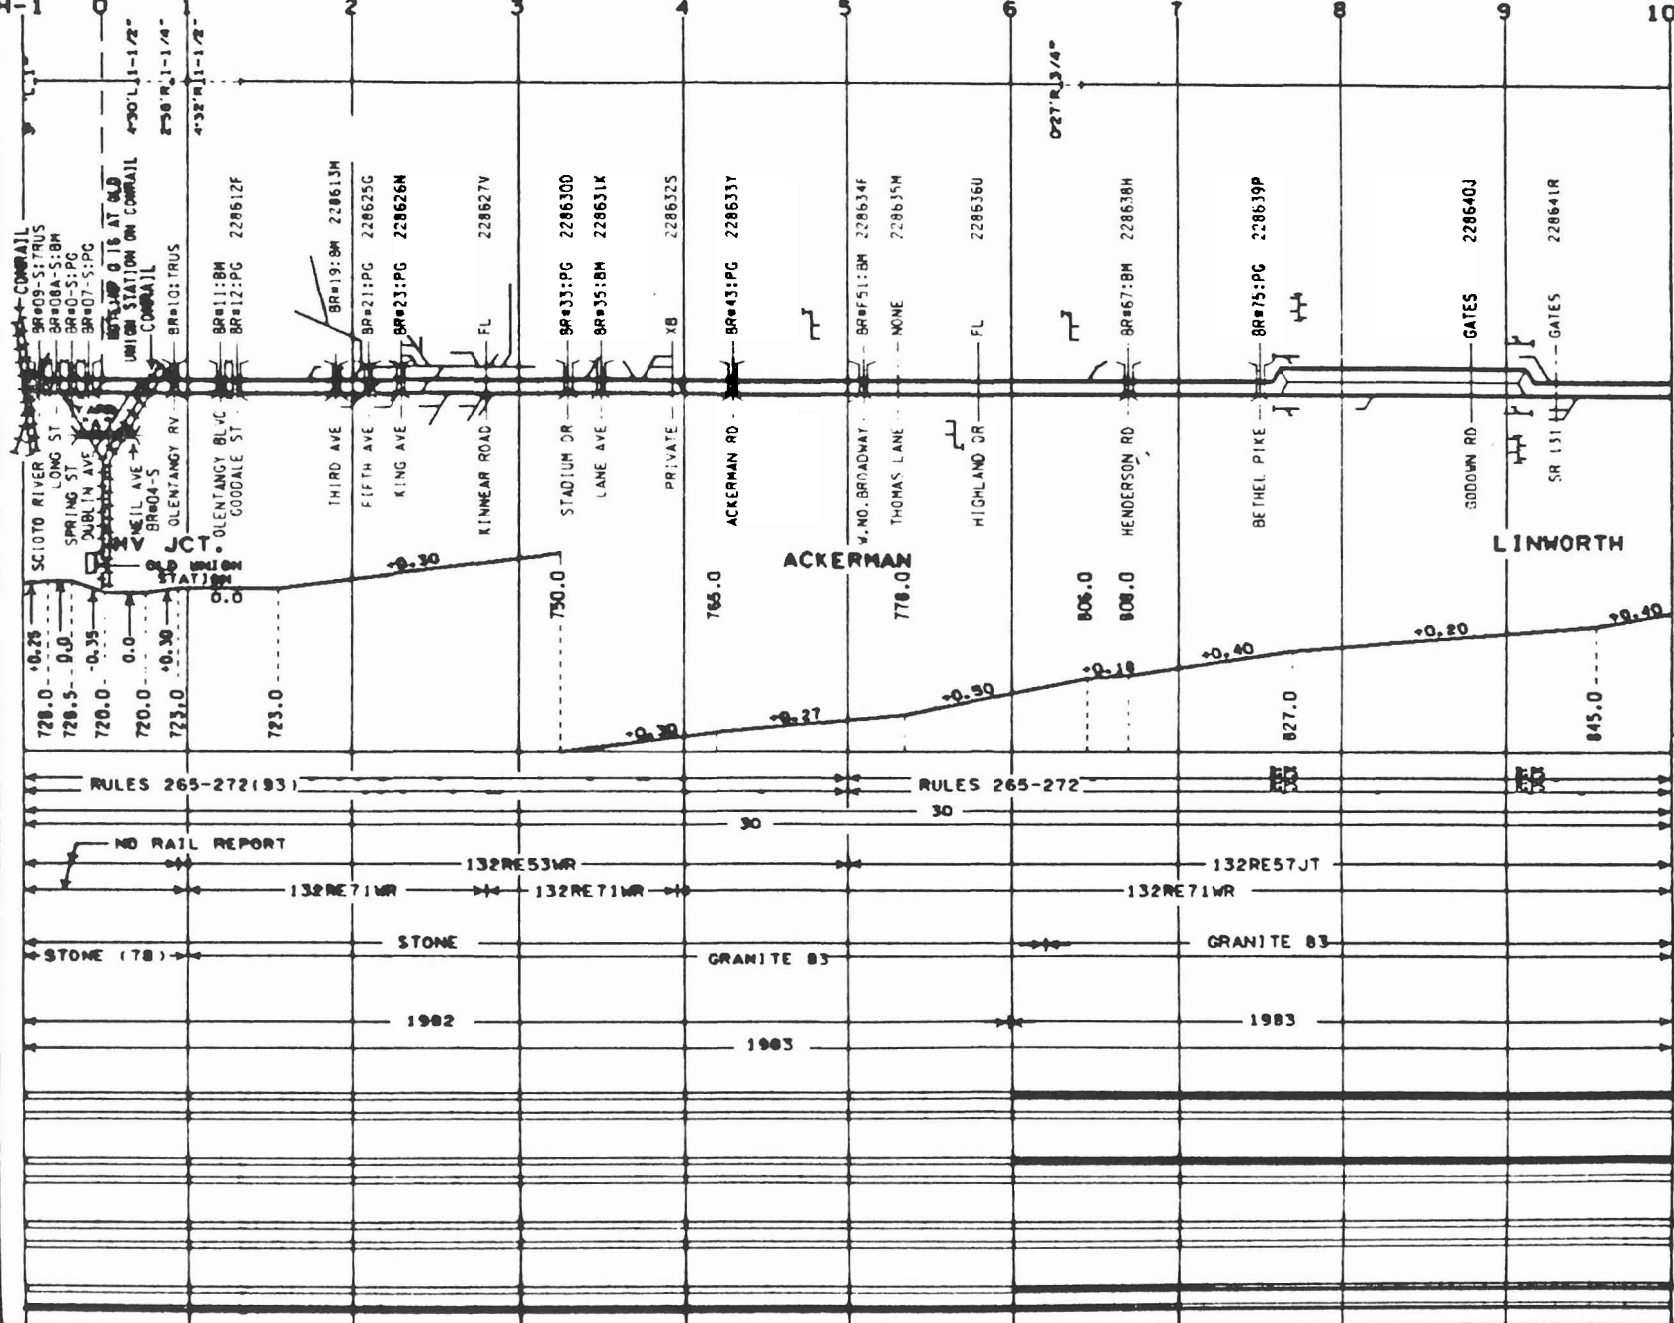 H-1 0 1 2 3 4 5 6 7 8 9 10
4°30'L 1-1/2"
2°58'R 1-1/4"
4°32'R 1-1/2"
0°27'R 3/4"
CONRAIL
BR#09-S:TRUS
BR#08A-S:BM
BR#0-S:PG
BR#07-S:PG
0 IS AT OLD
UNION STATION ON CONRAIL
CONRAIL
BR#10:TRUS
BR#11:BM
BR#12:PG 228612F
BR#19:BM 228613M
BR#21:PG 228625G
BR#23:PG 228626N
FL 228627V
BR#33:PG 228630D
BR#35:BM 228631K
XB 228632S
BR#43:PG 228633Y
BR#F51:BM 228634F
NONE 228635M
FL 228636U
BR#67:BM 228638H
BR#75:PG 228639P
GATES 228640J
GATES 228641R
SCIOTO RIVER
LONG ST
SPRING ST
DUBLIN AVE
NEIL AVE
BR#04-S
OLENTANGY RV
OLENTANGY BLVD
GOODALE ST
THIRD AVE
FIFTH AVE
KING AVE
KINNEAR ROAD
STADIUM DR
LANE AVE
PRIVATE
ACKERMAN RD
W.NO.BROADWAY
THOMAS LANE
HIGHLAND DR
HENDERSON RD
BETHEL PIKE
GODOWN RD
SR 131
MV JCT.
OLD UNION
STATION
ACKERMAN
LINWORTH
+0.25 0.0 -0.35 0.0 +0.30 0.0 +0.30 +0.30 +0.27 +0.50 +0.18 +0.40 +0.20 +0.40
728.0 728.5 720.0 720.0 723.0 723.0 750.0 765.0 778.0 806.0 808.0 827.0 845.0
RULES 265-272(93) RULES 265-272
30
30
NO RAIL REPORT
132RE53WR 132RE57JT
132RE71WR 132RE71WR 132RE71WR
STONE GRANITE 83
STONE (78) GRANITE 83
1982 1983
1983